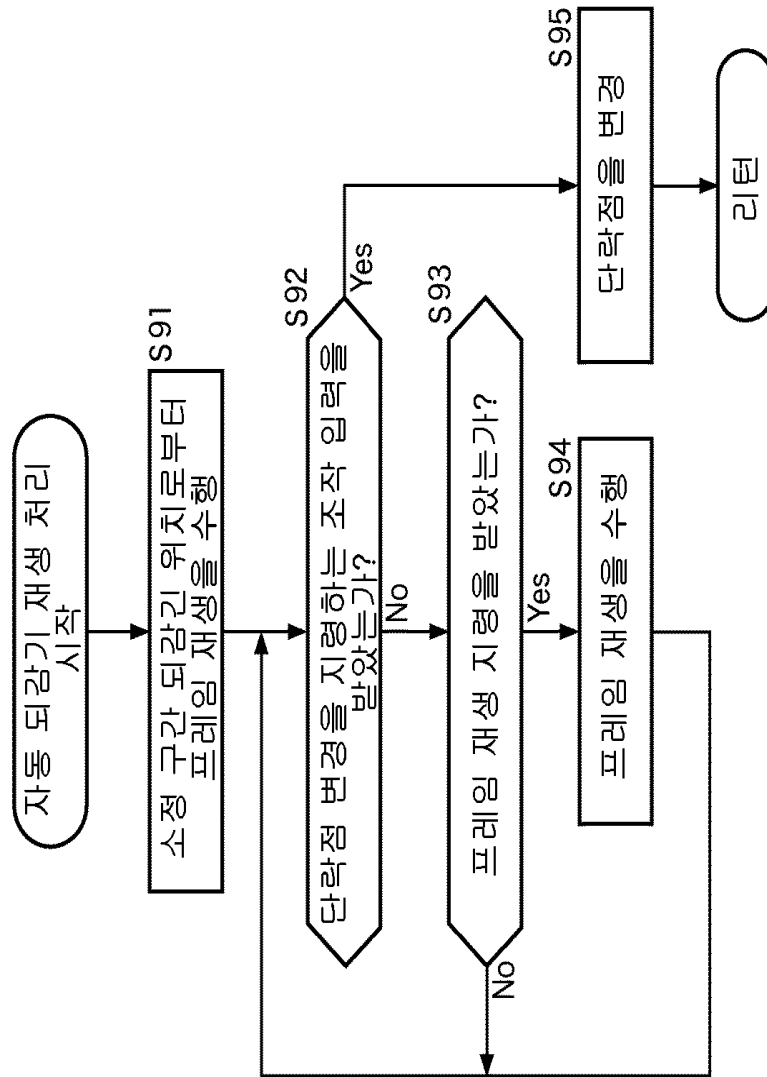 자동 되감기 재생 처리
시작
S91
소정 구간 되감긴 위치로부터
프레임 재생을 수행
S92
단락점 변경을 지령하는 조작 입력을
받았는가?
Yes
No
S93
프레임 재생 지령을 받았는가?
No
Yes
S94
프레임 재생을 수행
S95
단락점을 변경
리턴